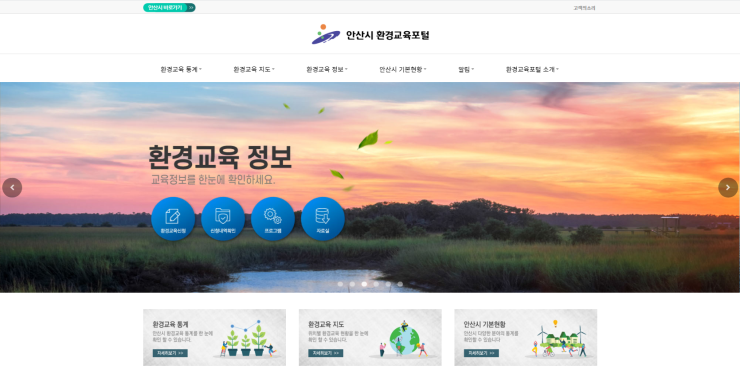 안산시 바로가기
고객의소리
안산시 환경교육포털
환경교육 통계
환경교육 지도
환경교육 정보
안산시 기본현황
알림
환경교육포털 소개
환경교육 정보
교육정보를 한눈에 확인하세요.
환경교육신청
신청내역확인
프로그램
자료실
환경교육 통계
안산시 환경교육 통계를 한 눈에
확인 할 수 있습니다.
자세히보기 >>
환경교육 지도
위치별 환경교육 현황을 한 눈에
확인 할 수 있습니다.
자세히보기 >>
안산시 기본현황
안산시 다양한 분야의 통계를
확인할 수 있습니다.
자세히보기 >>